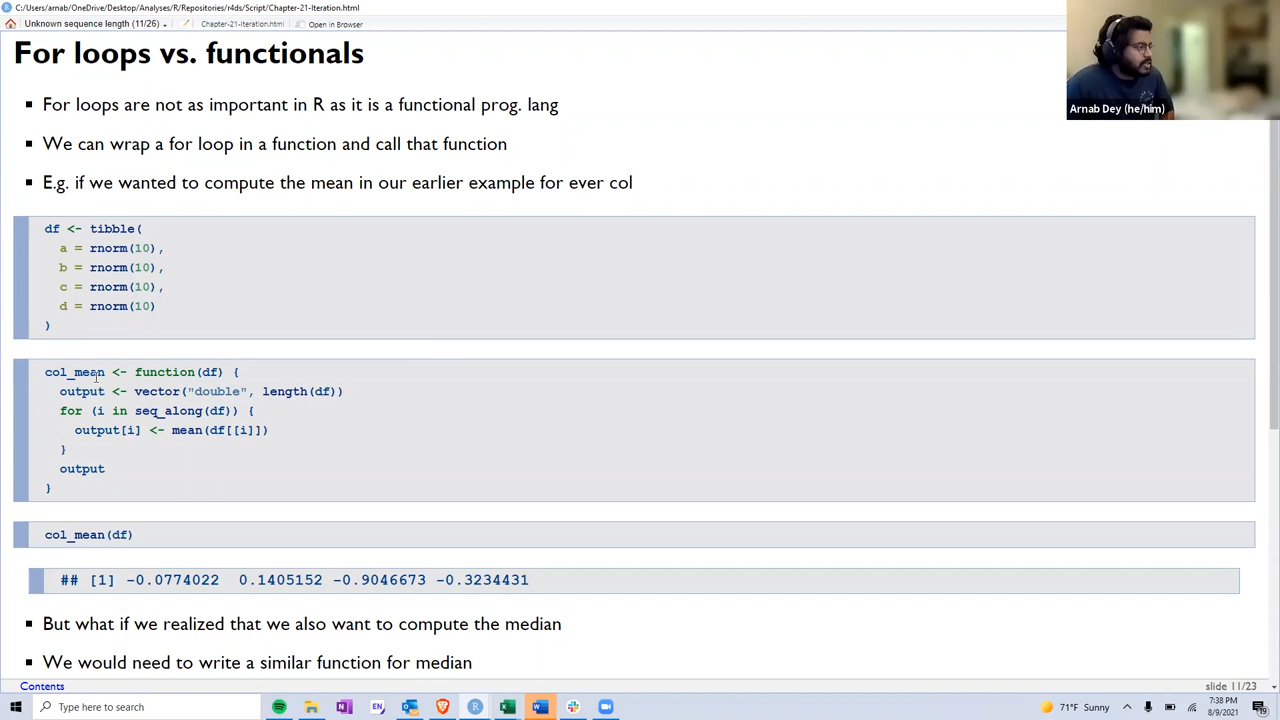 C:/Users/arnab/OneDrive/Desktop/Analyses/R/Repositories/r4ds/Script/Chapter-21-Iteration.html
Unknown sequence length (11/26)
Chapter-21-Iteration.html
Open in Browser
For loops vs. functionals
Arnab Dey (he/him)
▪ For loops are not as important in R as it is a functional prog. lang
▪ We can wrap a for loop in a function and call that function
▪ E.g. if we wanted to compute the mean in our earlier example for ever col
df <- tibble(
a = rnorm(10),
b = rnorm(10),
c = rnorm(10),
d = rnorm(10)
)
col_mean <- function(df) {
output <- vector("double", length(df))
for (i in seq_along(df)) {
output[i] <- mean(df[[i]])
}
output
}
col_mean(df)
## [1] -0.0774022 0.1405152 -0.9046673 -0.3234431
▪ But what if we realized that we also want to compute the median
▪ We would need to write a similar function for median
Contents
slide 11/23
Type here to search
EN
71°F Sunny
7:38 PM
8/9/2021
19